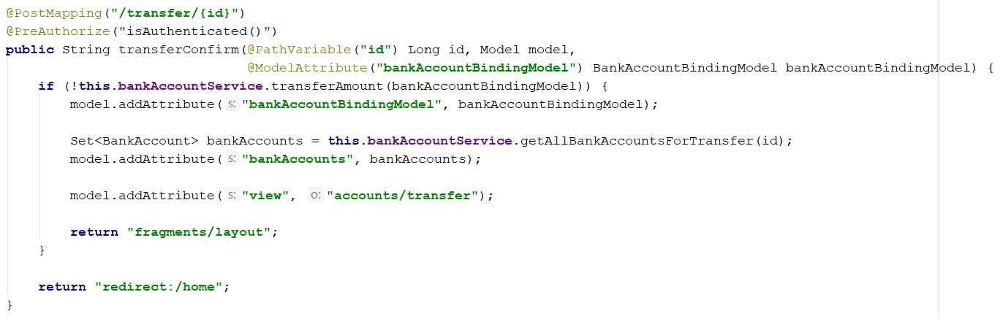 @PostMapping("/transfer/{id}")
@PreAuthorize("isAuthenticated()")
public String transferConfirm(@PathVariable("id") Long id, Model model,
@ModelAttribute("bankAccountBindingModel") BankAccountBindingModel bankAccountBindingModel) {
if (!this.bankAccountService.transferAmount(bankAccountBindingModel)) {
model.addAttribute( s: "bankAccountBindingModel", bankAccountBindingModel);
Set<BankAccount> bankAccounts = this.bankAccountService.getAllBankAccountsForTransfer(id);
model.addAttribute( s: "bankAccounts", bankAccounts);
model.addAttribute( s: "view", o: "accounts/transfer");
return "fragments/layout";
}
return "redirect:/home";
}